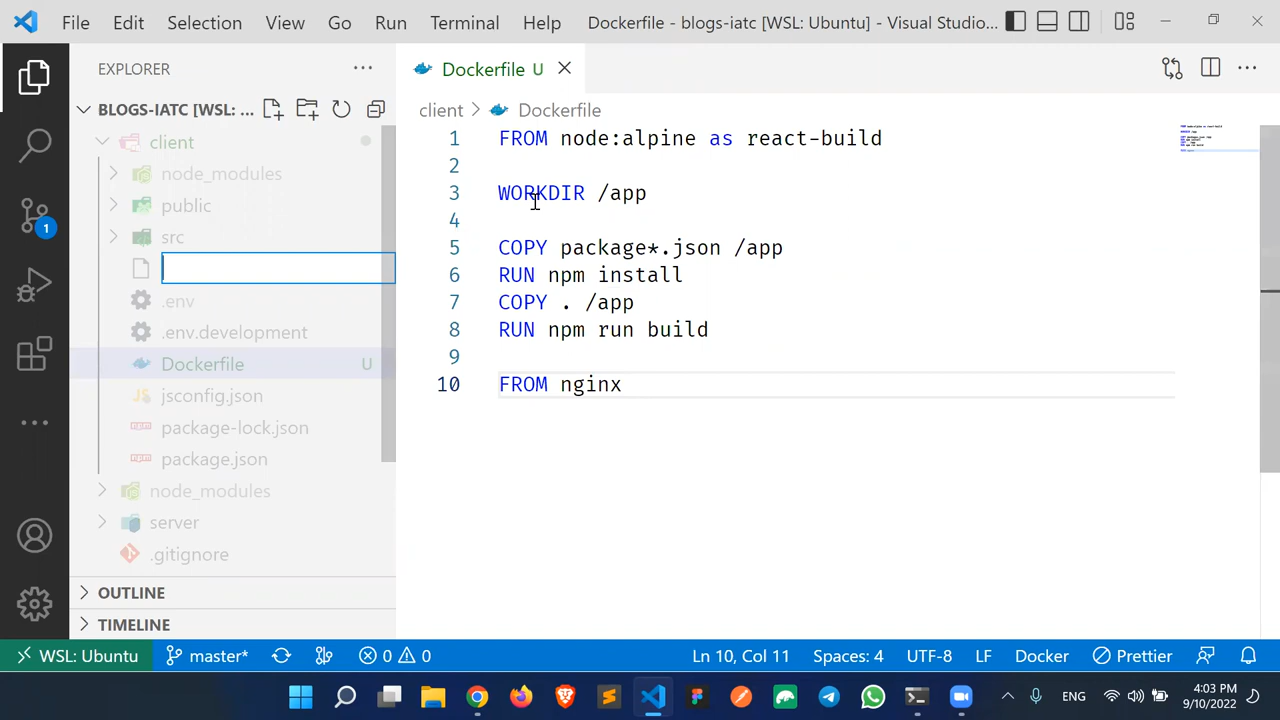 File Edit Selection View Go Run Terminal Help Dockerfile - blogs-iatc [WSL: Ubuntu] - Visual Studio...
EXPLORER
BLOGS-IATC [WSL: ...
client
node_modules
public
src
.env
.env.development
Dockerfile U
jsconfig.json
package-lock.json
package.json
node_modules
server
.gitignore
OUTLINE
TIMELINE
1
Dockerfile U
client > Dockerfile
1 FROM node:alpine as react-build
2
3 WORKDIR /app
4
5 COPY package*.json /app
6 RUN npm install
7 COPY . /app
8 RUN npm run build
9
10 FROM nginx
WSL: Ubuntu master* 0 0 Ln 10, Col 11 Spaces: 4 UTF-8 LF Docker Prettier
ENG 4:03 PM
9/10/2022